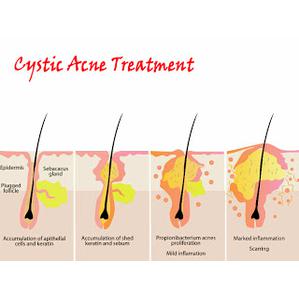 Cystic Acne Treatment
Epidermis
Sebaceous
gland
Plugged
follicle
Accumulation of epithelial
cells and keratin
Accumulation of shed
keratin and sebum
Propionibacterium acnes
proliferation
Mild inflamation
Marked inflammation
Scarring